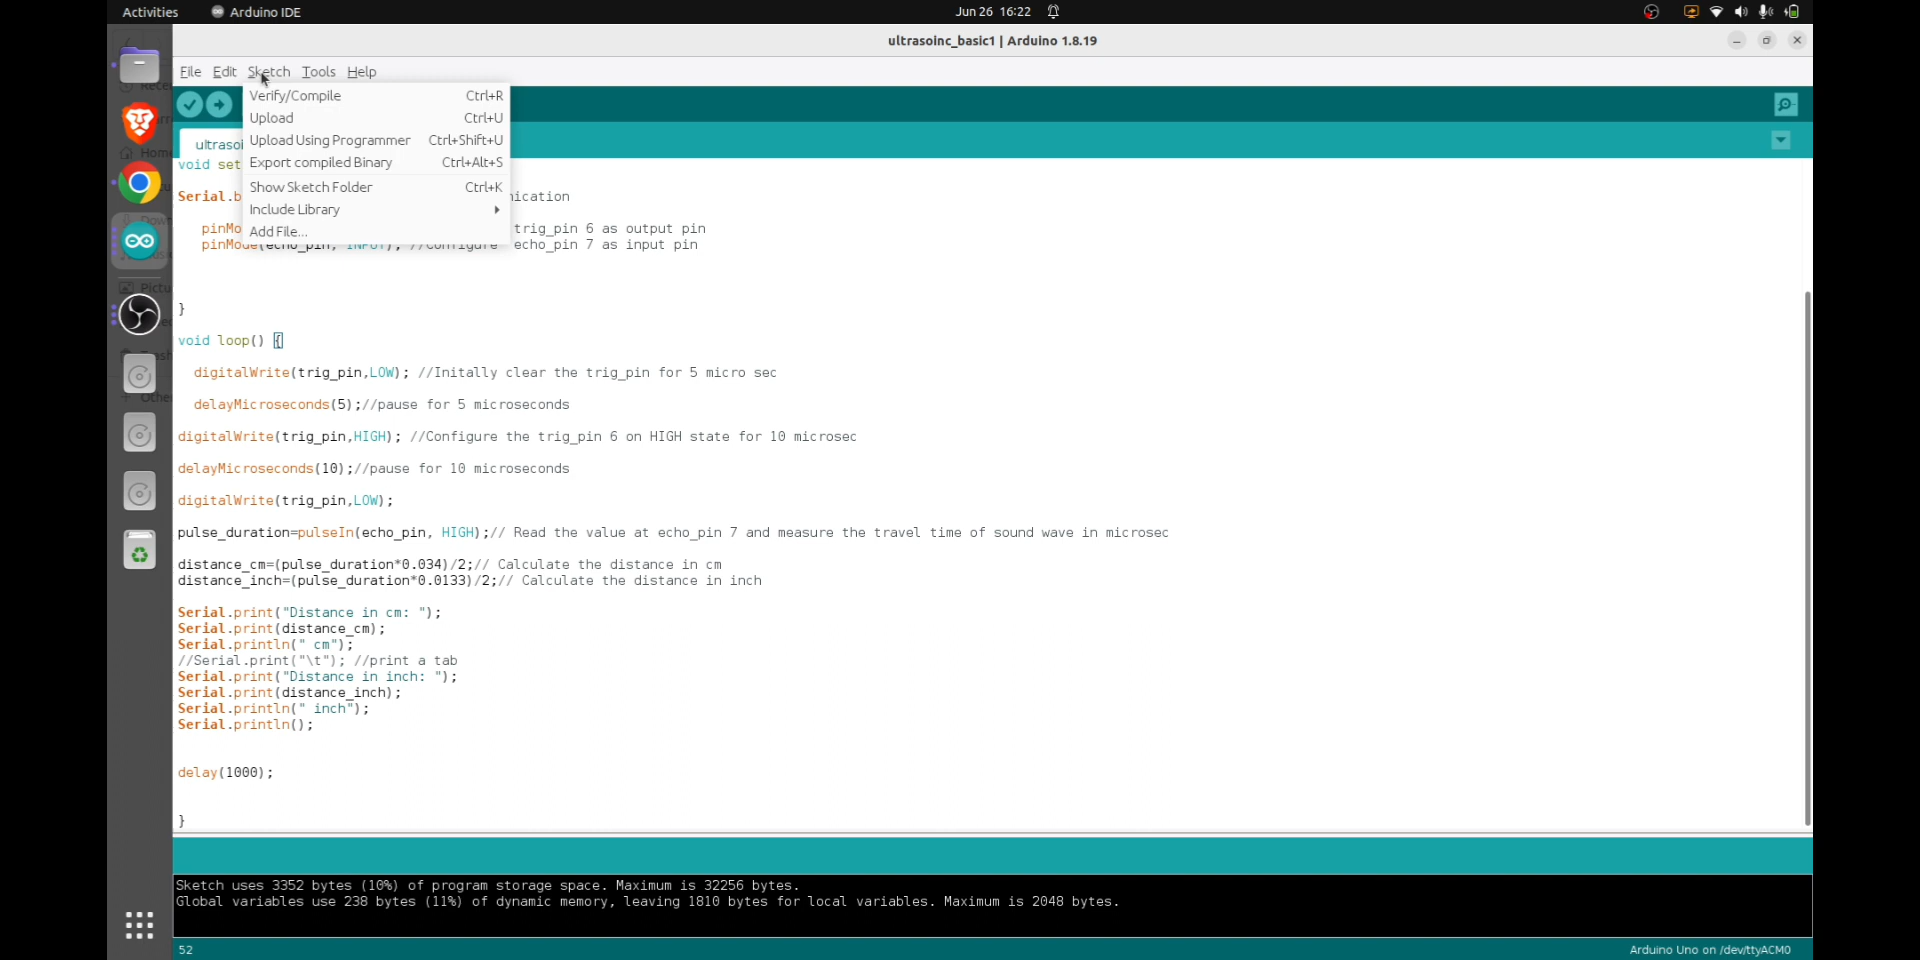 Activities Arduino IDE Jun 26 16:22
ultrasoinc_basic1 | Arduino 1.8.19
File Edit Sketch Tools Help
Verify/Compile Ctrl+R
Upload Ctrl+U
Upload Using Programmer Ctrl+Shift+U
Export compiled Binary Ctrl+Alt+S
Show Sketch Folder Ctrl+K
Include Library
Add File...
ultrasoi
void set
Serial.b nication
pinMo trig_pin 6 as output pin
pinMode(echo_pin, INPUT); //Configure echo_pin 7 as input pin
}
void loop() {
digitalWrite(trig_pin,LOW); //Initally clear the trig_pin for 5 micro sec
delayMicroseconds(5);//pause for 5 microseconds
digitalWrite(trig_pin,HIGH); //Configure the trig_pin 6 on HIGH state for 10 microsec
delayMicroseconds(10);//pause for 10 microseconds
digitalWrite(trig_pin,LOW);
pulse_duration=pulseIn(echo_pin, HIGH);// Read the value at echo_pin 7 and measure the travel time of sound wave in microsec
distance_cm=(pulse_duration*0.034)/2;// Calculate the distance in cm
distance_inch=(pulse_duration*0.0133)/2;// Calculate the distance in inch
Serial.print("Distance in cm: ");
Serial.print(distance_cm);
Serial.println(" cm");
//Serial.print("\t"); //print a tab
Serial.print("Distance in inch: ");
Serial.print(distance_inch);
Serial.println(" inch");
Serial.println();
delay(1000);
}
Sketch uses 3352 bytes (10%) of program storage space. Maximum is 32256 bytes.
Global variables use 238 bytes (11%) of dynamic memory, leaving 1810 bytes for local variables. Maximum is 2048 bytes.
52 Arduino Uno on /dev/ttyACM0